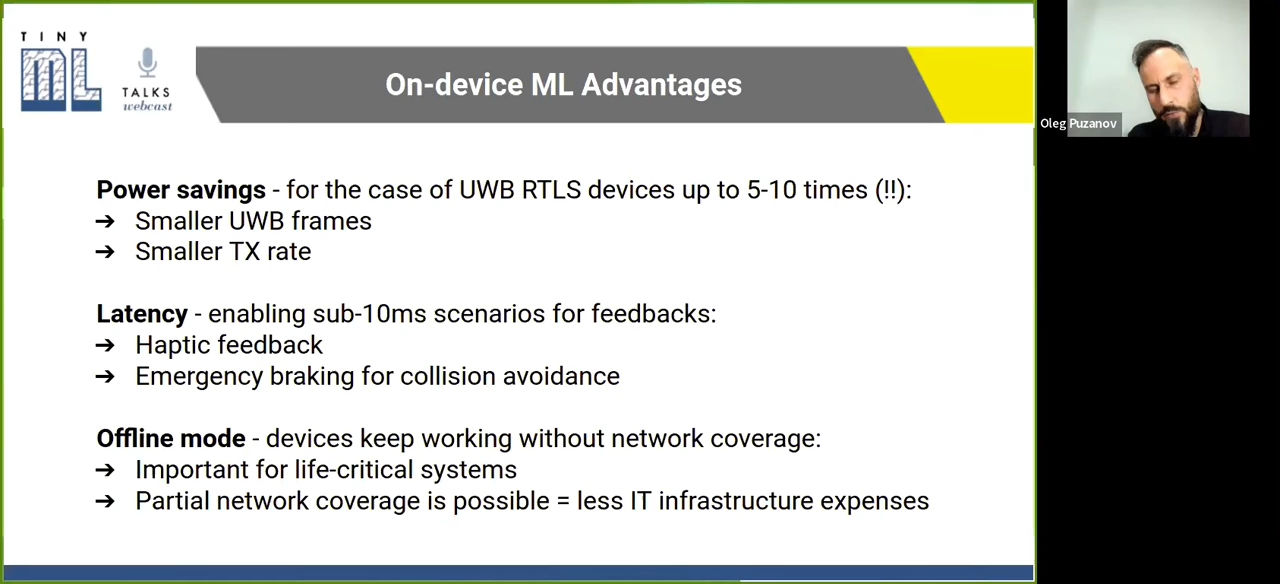 TINY
ML
TALKS
webcast
On-device ML Advantages
Oleg Puzanov
Power savings - for the case of UWB RTLS devices up to 5-10 times (!!):
➔ Smaller UWB frames
➔ Smaller TX rate
Latency - enabling sub-10ms scenarios for feedbacks:
➔ Haptic feedback
➔ Emergency braking for collision avoidance
Offline mode - devices keep working without network coverage:
➔ Important for life-critical systems
➔ Partial network coverage is possible = less IT infrastructure expenses